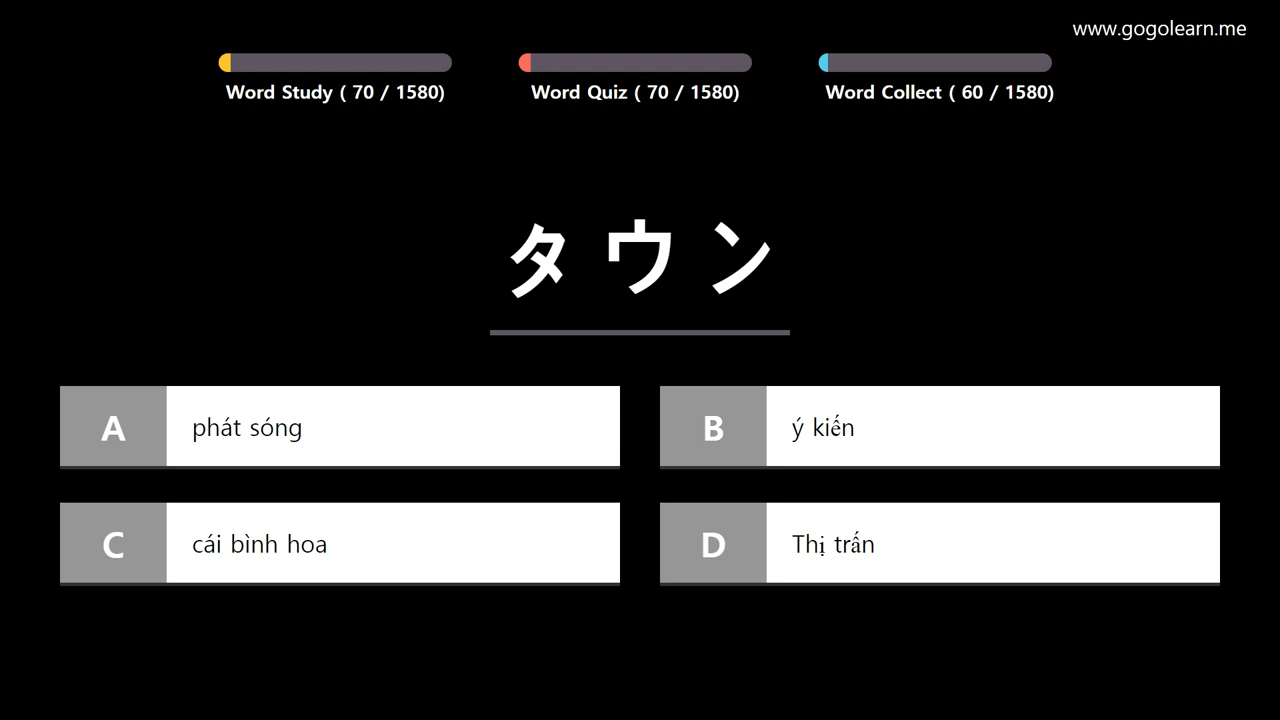 www.gogolearn.me
Word Study ( 70 / 1580)
Word Quiz ( 70 / 1580)
Word Collect ( 60 / 1580)
タウン
A phát sóng
B ý kiến
C cái bình hoa
D Thị trấn